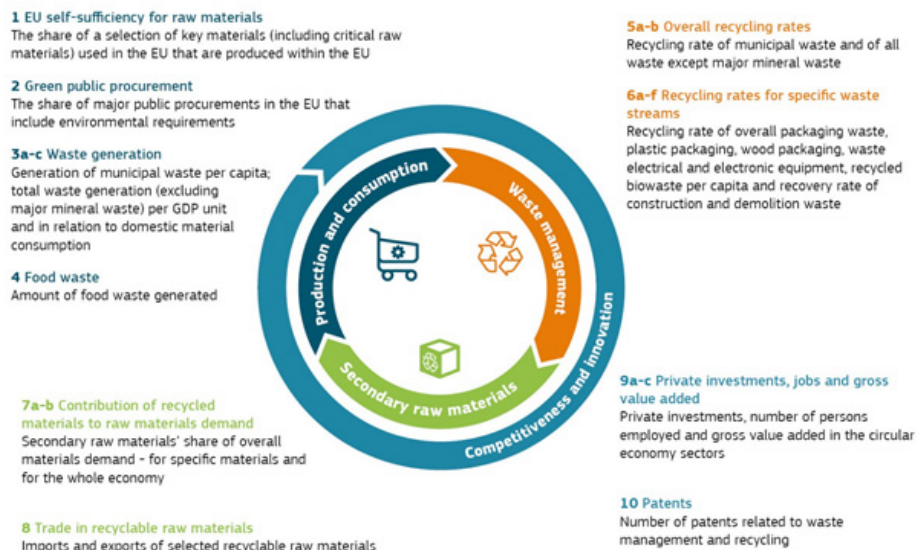 1 EU self-sufficiency for raw materials
The share of a selection of key materials (including critical raw
materials) used in the EU that are produced within the EU
2 Green public procurement
The share of major public procurements in the EU that
include environmental requirements
3a-c Waste generation
Generation of municipal waste per capita;
total waste generation (excluding
major mineral waste) per GDP unit
and in relation to domestic material
consumption
4 Food waste
Amount of food waste generated
5a-b Overall recycling rates
Recycling rate of municipal waste and of all
waste except major mineral waste
6a-f Recycling rates for specific waste
streams
Recycling rate of overall packaging waste,
plastic packaging, wood packaging, waste
electrical and electronic equipment, recycled
biowaste per capita and recovery rate of
construction and demolition waste
Production and consumption
Waste management
Secondary raw materials
Competitiveness and innovation
7a-b Contribution of recycled
materials to raw materials demand
Secondary raw materials' share of overall
materials demand - for specific materials and
for the whole economy
8 Trade in recyclable raw materials
Imports and exports of selected recyclable raw materials
9a-c Private investments, jobs and gross
value added
Private investments, number of persons
employed and gross value added in the circular
economy sectors
10 Patents
Number of patents related to waste
management and recycling